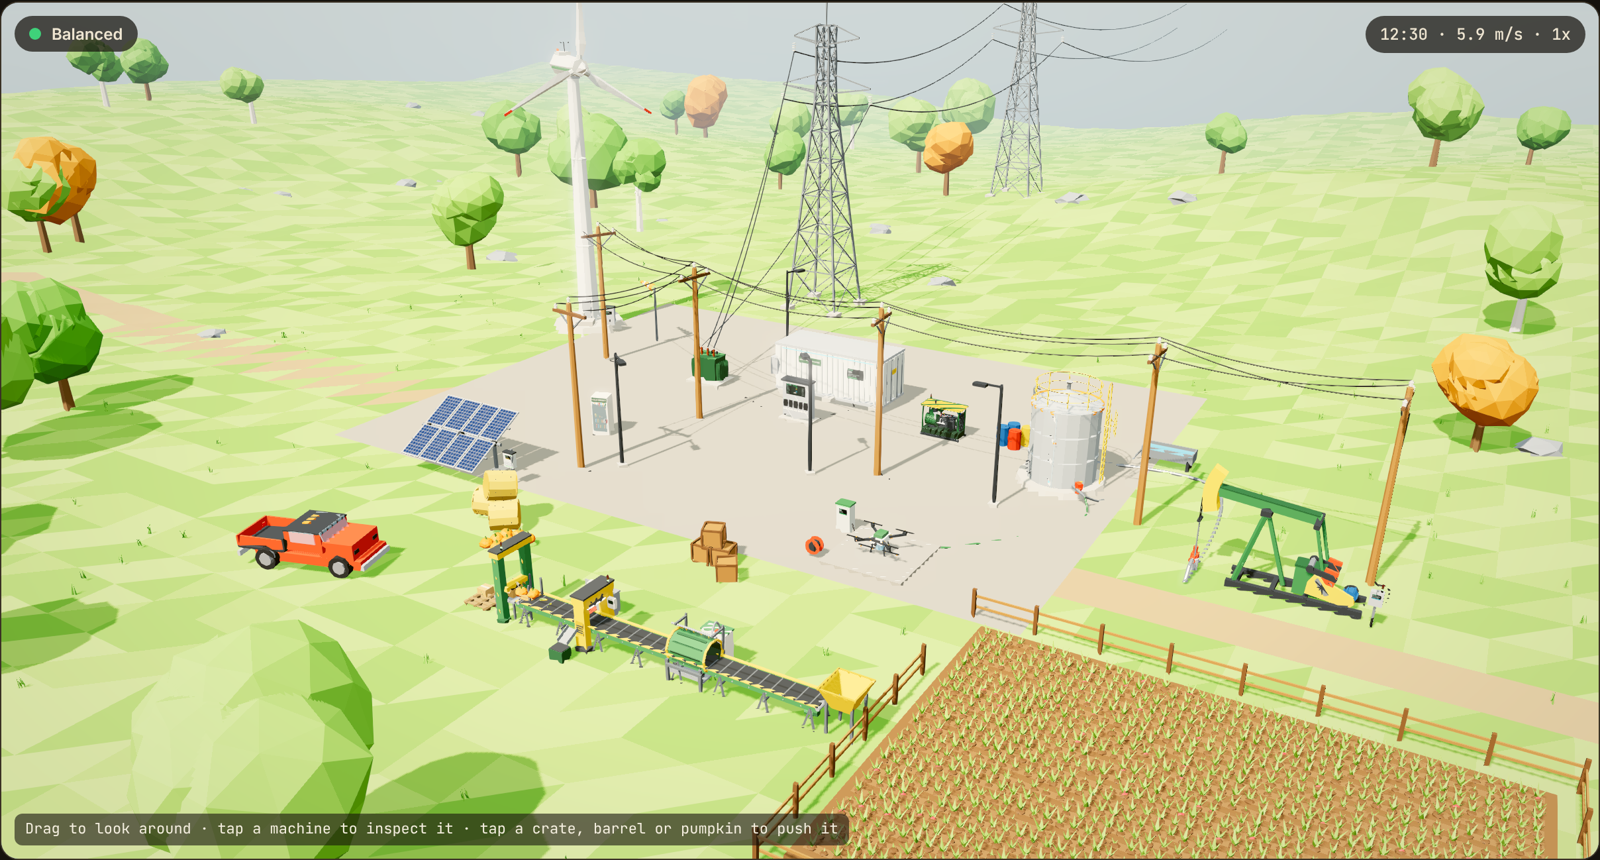 Balanced
12:30 · 5.9 m/s · 1x
Drag to look around · tap a machine to inspect it · tap a crate, barrel or pumpkin to push it